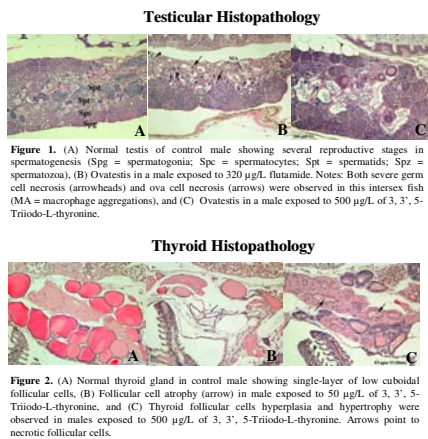 Testicular Histopathology
Spz
Spt
Spc
Spg
A
MA
B
C
Figure 1. (A) Normal testis of control male showing several reproductive stages in
spermatogenesis (Spg = spermatogonia; Spc = spermatocytes; Spt = spermatids; Spz =
spermatozoa), (B) Ovatestis in a male exposed to 320 µg/L flutamide. Notes: Both severe germ
cell necrosis (arrowheads) and ova cell necrosis (arrows) were observed in this intersex fish
(MA = macrophage aggregations), and (C) Ovatestis in a male exposed to 500 µg/L of 3, 3', 5-
Triiodo-L-thyronine.
Thyroid Histopathology
A
B
C
Figure 2. (A) Normal thyroid gland in control male showing single-layer of low cuboidal
follicular cells, (B) Follicular cell atrophy (arrow) in male exposed to 50 µg/L of 3, 3', 5-
Triiodo-L-thyronine, and (C) Thyroid follicular cells hyperplasia and hypertrophy were
observed in males exposed to 500 µg/L of 3, 3', 5-Triiodo-L-thyronine. Arrows point to
necrotic follicular cells.